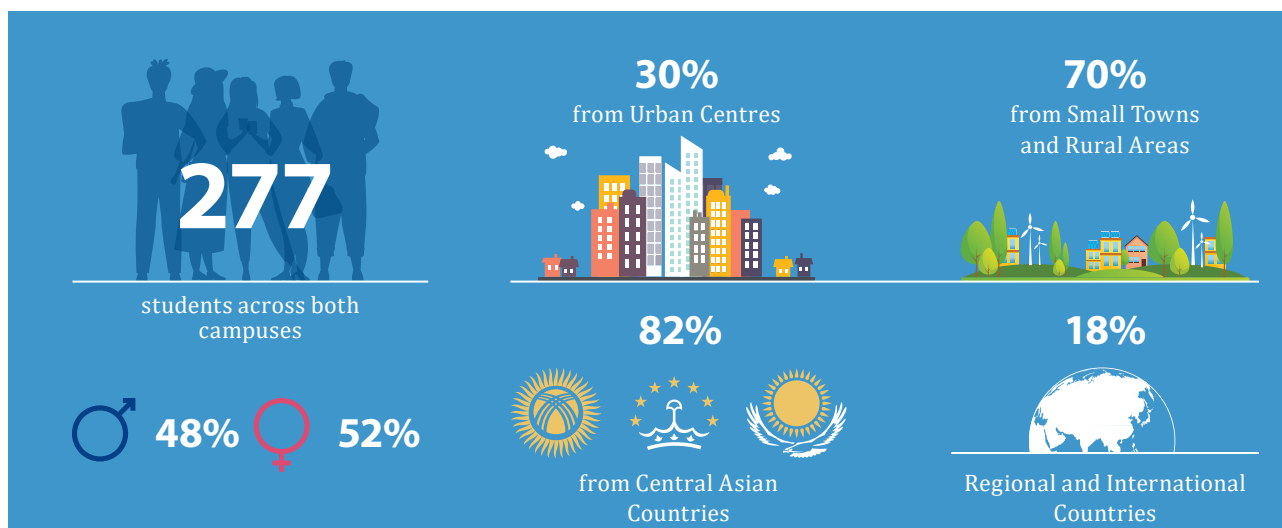 277
students across both
campuses
48%
52%
30%
from Urban Centres
70%
from Small Towns
and Rural Areas
82%
from Central Asian
Countries
18%
Regional and International
Countries